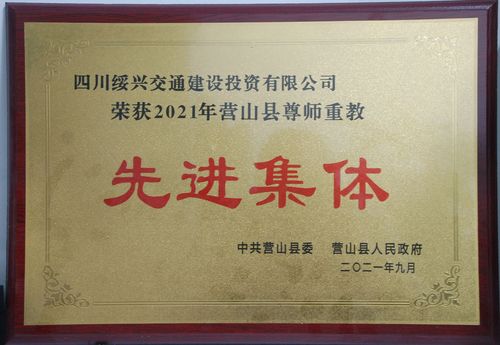 四川绥兴交通建设投资有限公司
荣获2021年营山县尊师重教
先进集体
中共营山县委 营山县人民政府
二〇二一年九月